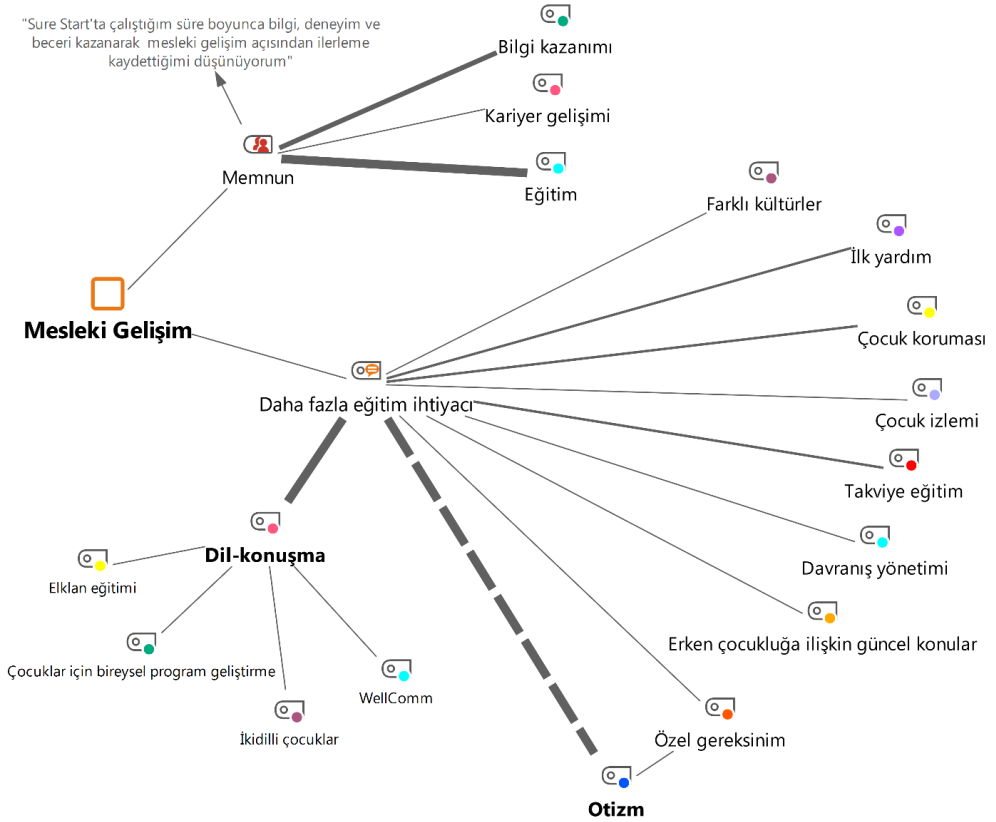 "Sure Start'ta çalıştığım süre boyunca bilgi, deneyim ve
beceri kazanarak mesleki gelişim açısından ilerleme
kaydettiğimi düşünüyorum"
Bilgi kazanımı
Kariyer gelişimi
Memnun
Eğitim
Farklı kültürler
İlk yardım
Mesleki Gelişim
Çocuk koruması
Daha fazla eğitim ihtiyacı
Çocuk izlemi
Takviye eğitim
Dil-konuşma
Davranış yönetimi
Elklan eğitimi
Erken çocukluğa ilişkin güncel konular
Çocuklar için bireysel program geliştirme
WellComm
İkidilli çocuklar
Özel gereksinim
Otizm